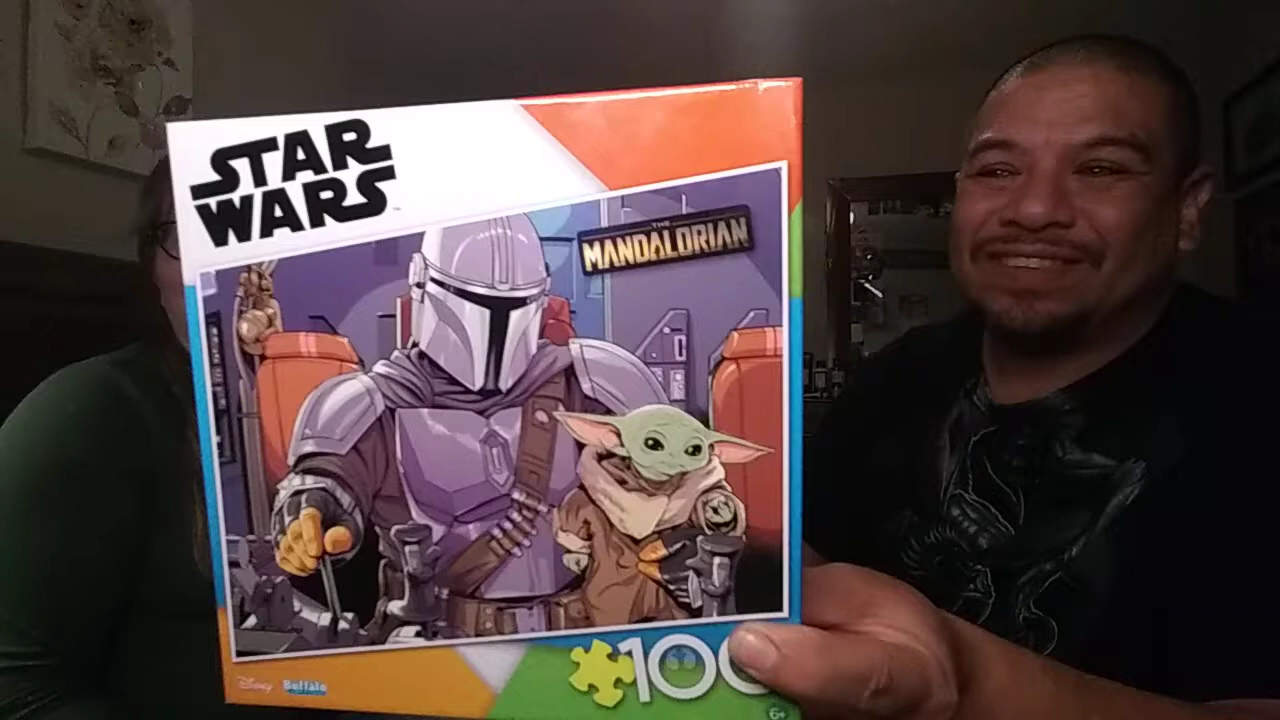 STAR
WARS
THE
MANDALORIAN
100
Disney
Buffalo
6+